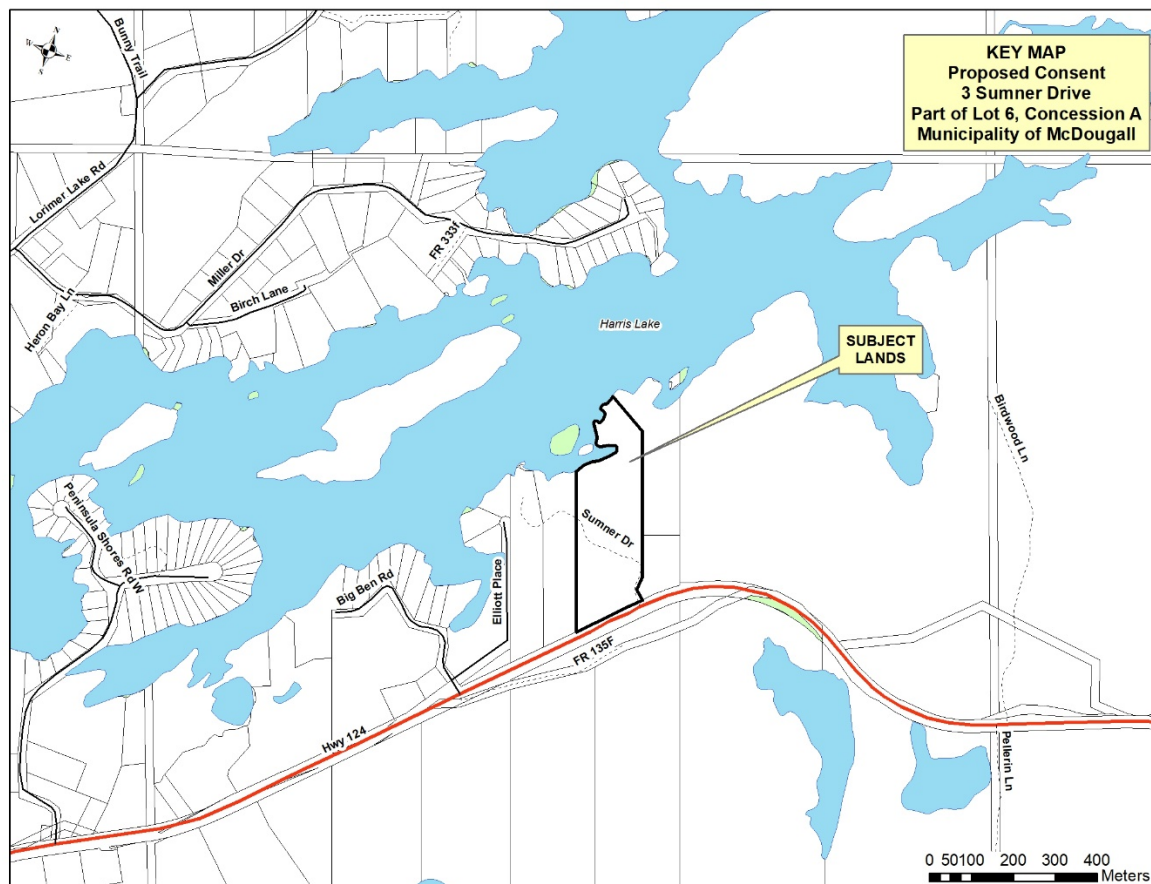 KEY MAP
Proposed Consent
3 Sumner Drive
Part of Lot 6, Concession A
Municipality of McDougall
N
W
E
S
Bunny Trail
Lorimer Lake Rd
Miller Dr
FR 333f
Heron Bay Ln
Birch Lane
Harris Lake
SUBJECT
LANDS
Birdwood Ln
Peninsula Shores Rd W
Sumner Dr
Elliott Place
Big Ben Rd
FR 135F
Hwy 124
Pellerin Ln
0 50 100 200 300 400
Meters